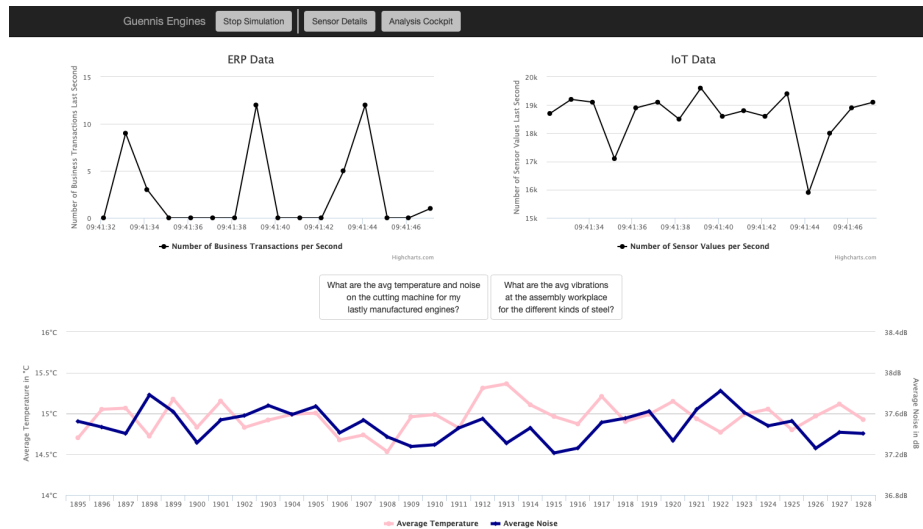 Guennis Engines
Stop Simulation
Sensor Details
Analysis Cockpit
ERP Data
Number of Business Transactions Last Second
15
10
5
0
09:41:32 09:41:34 09:41:36 09:41:38 09:41:40 09:41:42 09:41:44 09:41:46
Number of Business Transactions per Second
Highcharts.com
IoT Data
Number of Sensor Values Last Second
20k
19k
18k
17k
16k
15k
09:41:34 09:41:36 09:41:38 09:41:40 09:41:42 09:41:44 09:41:46
Number of Sensor Values per Second
Highcharts.com
What are the avg temperature and noise
on the cutting machine for my
lastly manufactured engines?
What are the avg vibrations
at the assembly workplace
for the different kinds of steel?
Average Temperature in °C
16°C
15.5°C
15°C
14.5°C
14°C
38.4dB
38dB
37.6dB
37.2dB
36.8dB
Average Noise in dB
1895 1896 1897 1898 1899 1900 1901 1902 1903 1904 1905 1906 1907 1908 1909 1910 1911 1912 1913 1914 1915 1916 1917 1918 1919 1920 1921 1922 1923 1924 1925 1926 1927 1928
Average Temperature Average Noise